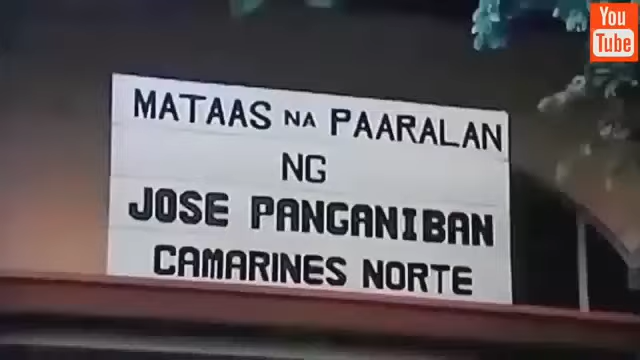 MATAAS NA PAARALAN
NG
JOSE PANGANIBAN
CAMARINES NORTE
You
Tube